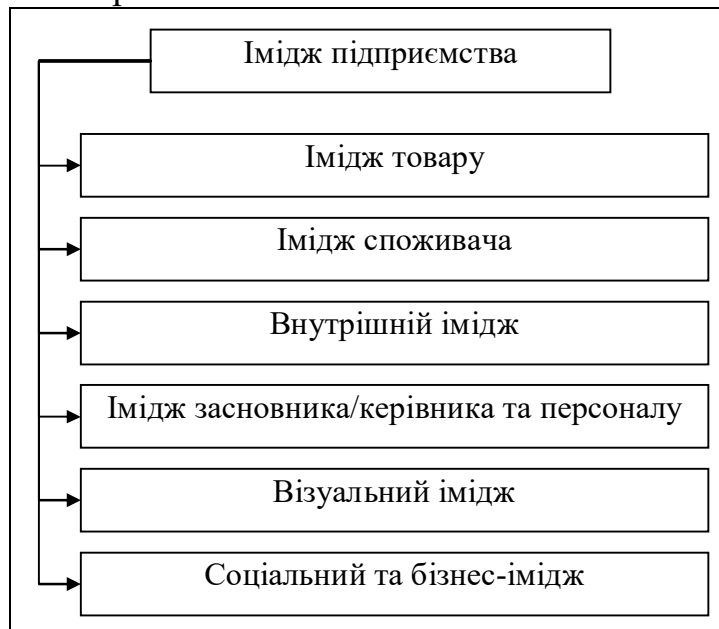 Імідж підприємства
Імідж товару
Імідж споживача
Внутрішній імідж
Імідж засновника/керівника та персоналу
Візуальний імідж
Соціальний та бізнес-імідж